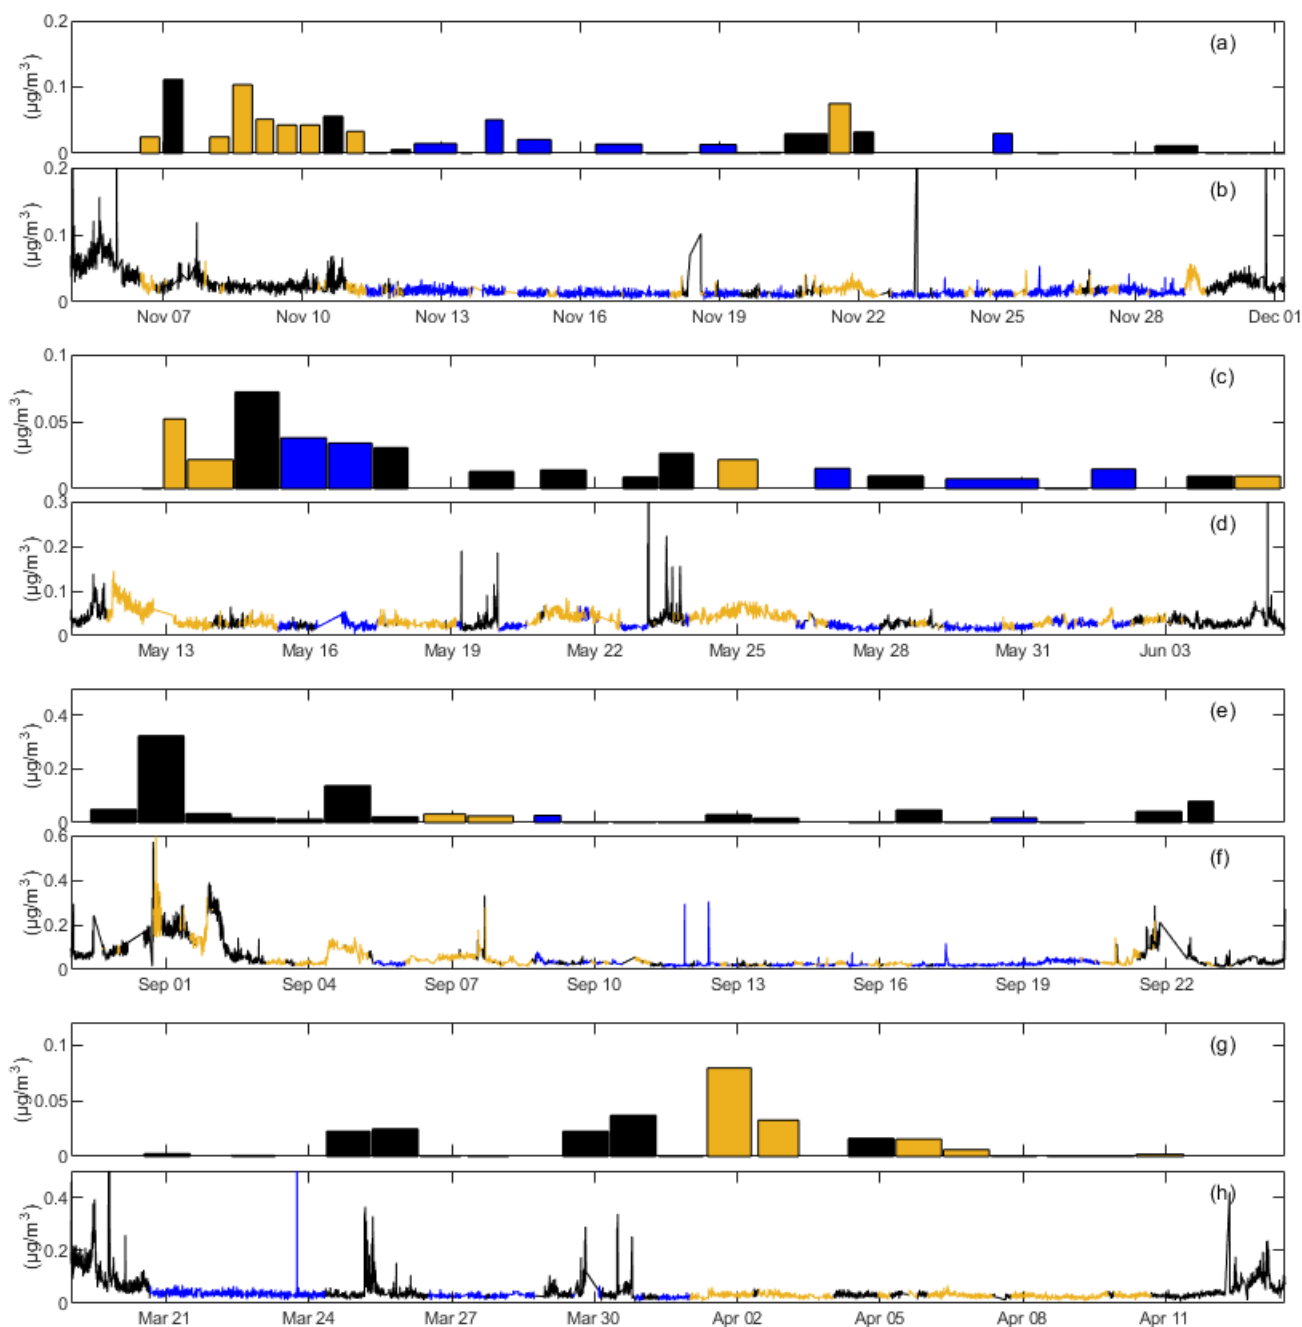 0.2
(a)
0.1
(µg/m³)
0
0.2
(b)
0.1
(µg/m³)
0
Nov 07 Nov 10 Nov 13 Nov 16 Nov 19 Nov 22 Nov 25 Nov 28 Dec 01
0.1
(c)
0.05
(µg/m³)
0
0.3
(d)
0.2
(µg/m³)
0.1
0
May 13 May 16 May 19 May 22 May 25 May 28 May 31 Jun 03
(e)
0.4
(µg/m³)
0.2
0
0.6
(f)
0.4
(µg/m³)
0.2
0
Sep 01 Sep 04 Sep 07 Sep 10 Sep 13 Sep 16 Sep 19 Sep 22
(g)
0.1
(µg/m³)
0.05
0
(h)
0.4
(µg/m³)
0.2
0
Mar 21 Mar 24 Mar 27 Mar 30 Apr 02 Apr 05 Apr 08 Apr 11